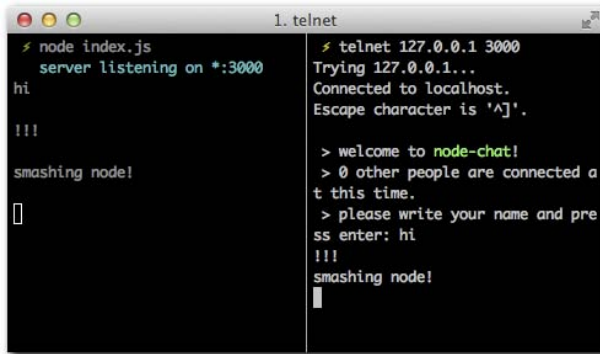 1. telnet
⚡ node index.js
server listening on *:3000
hi
!!!
smashing node!
⚡ telnet 127.0.0.1 3000
Trying 127.0.0.1...
Connected to localhost.
Escape character is '^]'.
> welcome to node-chat!
> 0 other people are connected a
t this time.
> please write your name and pre
ss enter: hi
!!!
smashing node!